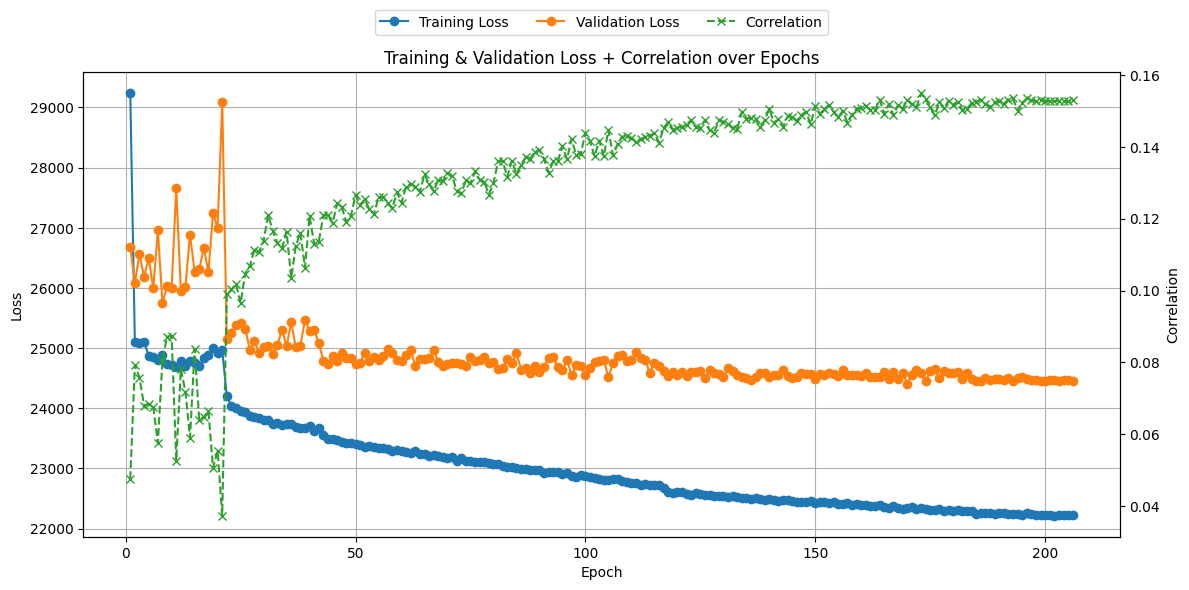 Training Loss Validation Loss Correlation
Training & Validation Loss + Correlation over Epochs
Loss
29000
28000
27000
26000
25000
24000
23000
22000
0.16
0.14
0.12
0.10
0.08
0.06
0.04
Correlation
0 50 100 150 200
Epoch